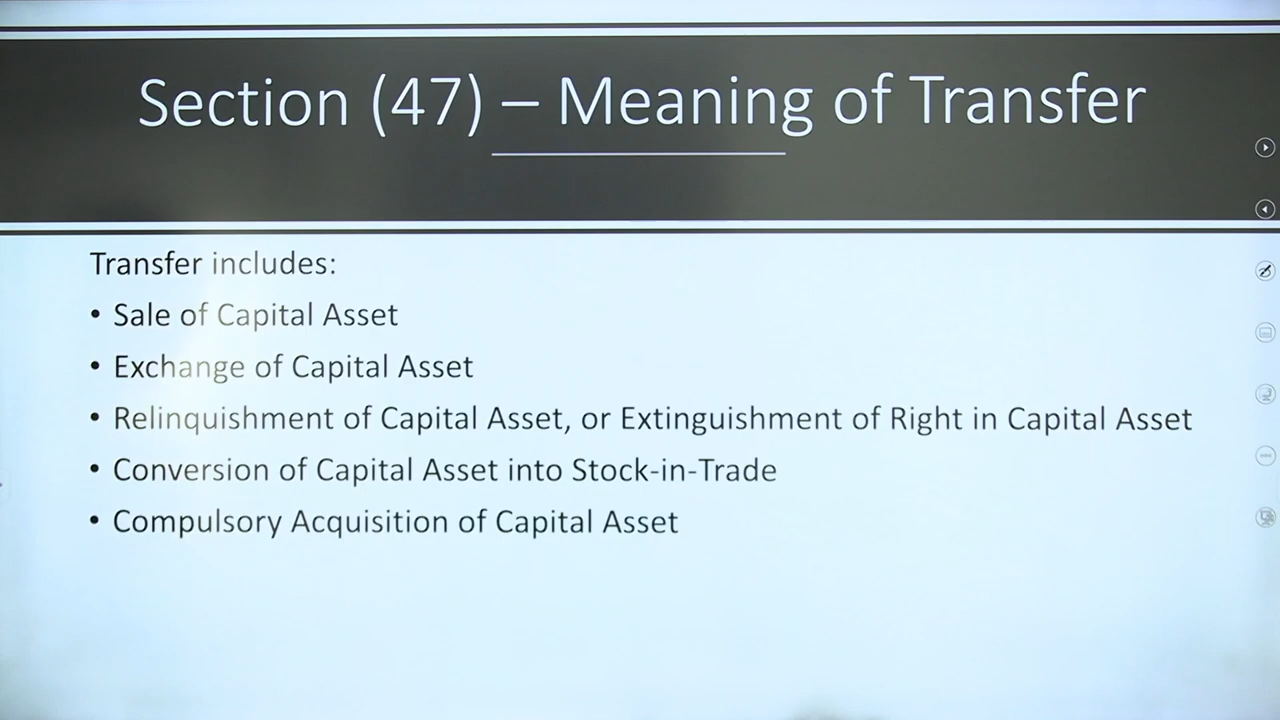 Section (47) – Meaning of Transfer
Transfer includes:
• Sale of Capital Asset
• Exchange of Capital Asset
• Relinquishment of Capital Asset, or Extinguishment of Right in Capital Asset
• Conversion of Capital Asset into Stock-in-Trade
• Compulsory Acquisition of Capital Asset